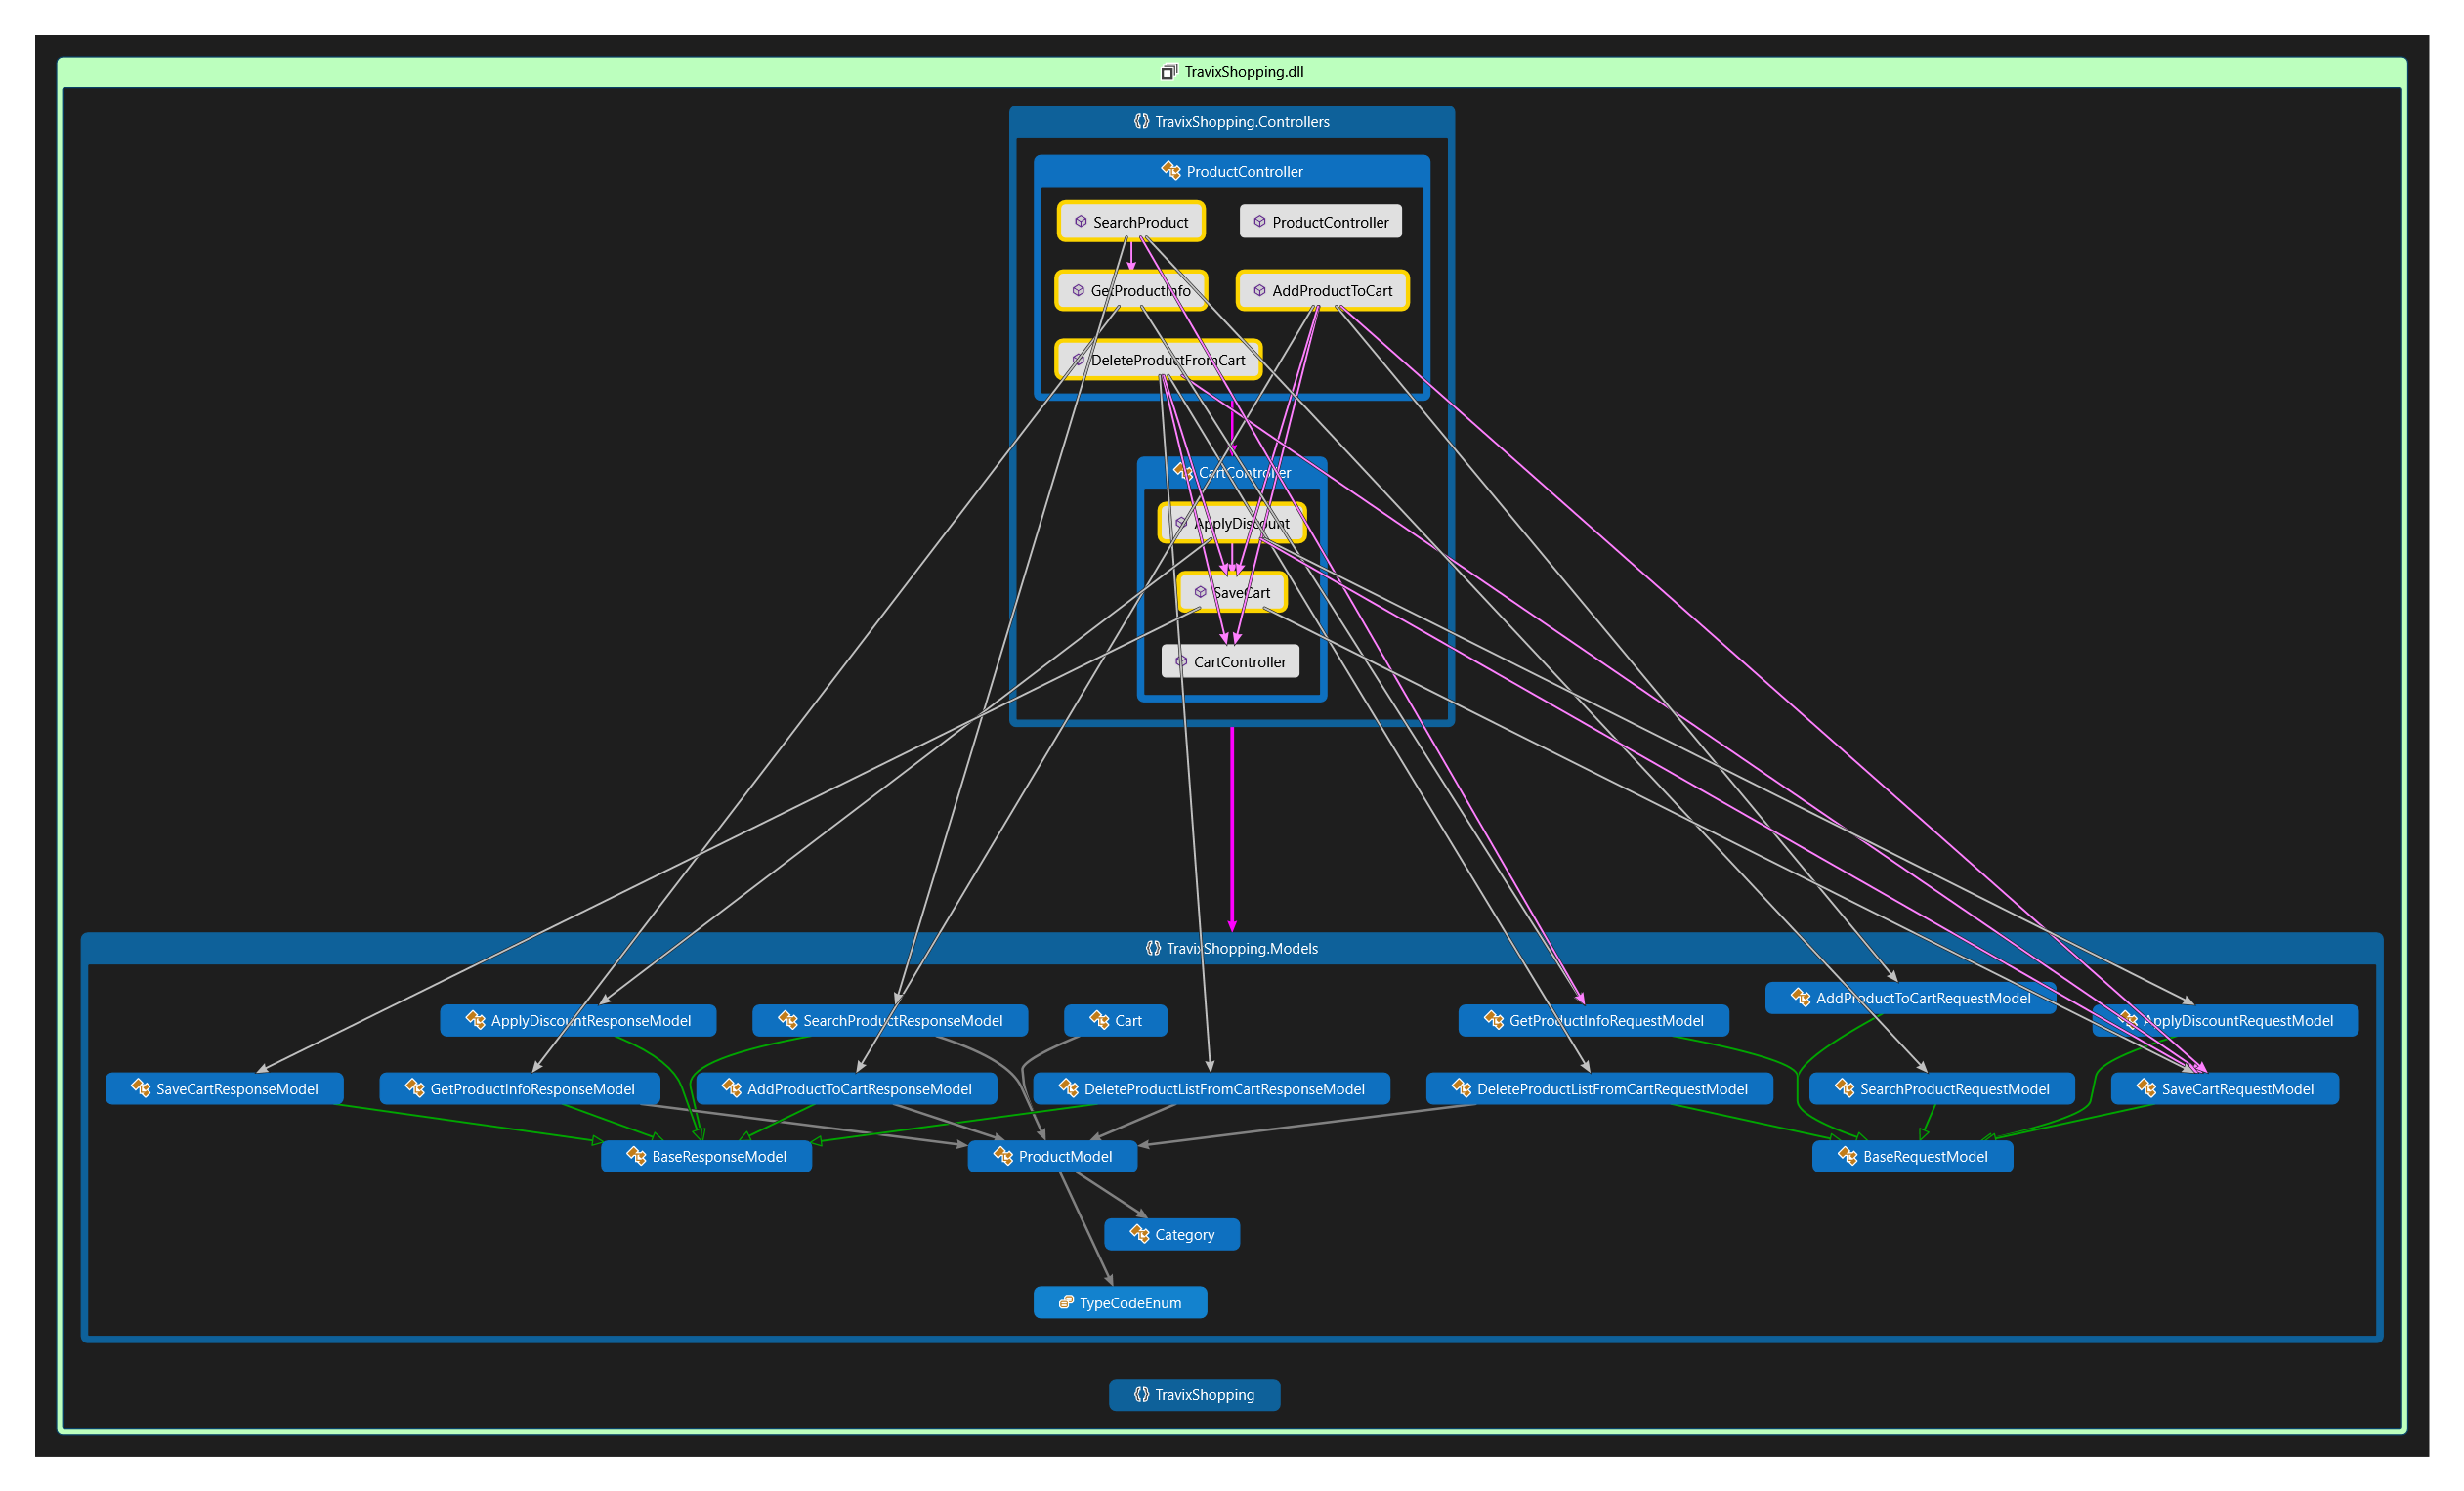 TravixShopping.dll
TravixShopping.Controllers
ProductController
SearchProduct
ProductController
GetProductInfo
AddProductToCart
DeleteProductFromCart
CartController
ApplyDiscount
SaveCart
CartController
TravixShopping.Models
AddProductToCartRequestModel
ApplyDiscountResponseModel
SearchProductResponseModel
Cart
GetProductInfoRequestModel
ApplyDiscountRequestModel
SaveCartResponseModel
GetProductInfoResponseModel
AddProductToCartResponseModel
DeleteProductListFromCartResponseModel
DeleteProductListFromCartRequestModel
SearchProductRequestModel
SaveCartRequestModel
BaseResponseModel
ProductModel
BaseRequestModel
Category
TypeCodeEnum
TravixShopping